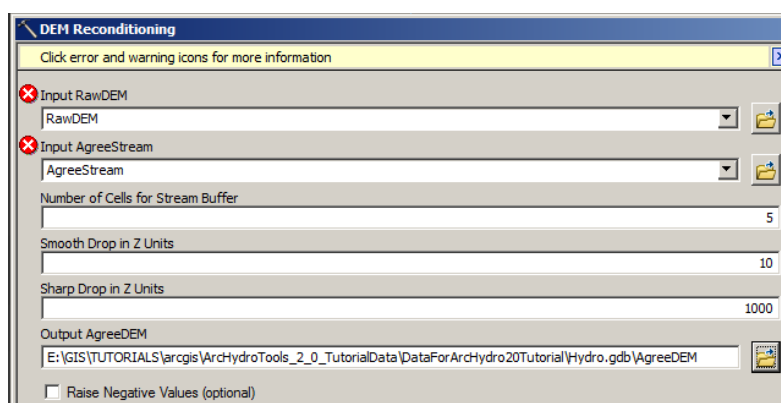 DEM Reconditioning
Click error and warning icons for more information
Input RawDEM
RawDEM
Input AgreeStream
AgreeStream
Number of Cells for Stream Buffer
5
Smooth Drop in Z Units
10
Sharp Drop in Z Units
1000
Output AgreeDEM
E:\GIS\TUTORIALS\arcgis\ArcHydroTools_2_0_TutorialData\DataForArcHydro20Tutorial\Hydro.gdb\AgreeDEM
Raise Negative Values (optional)